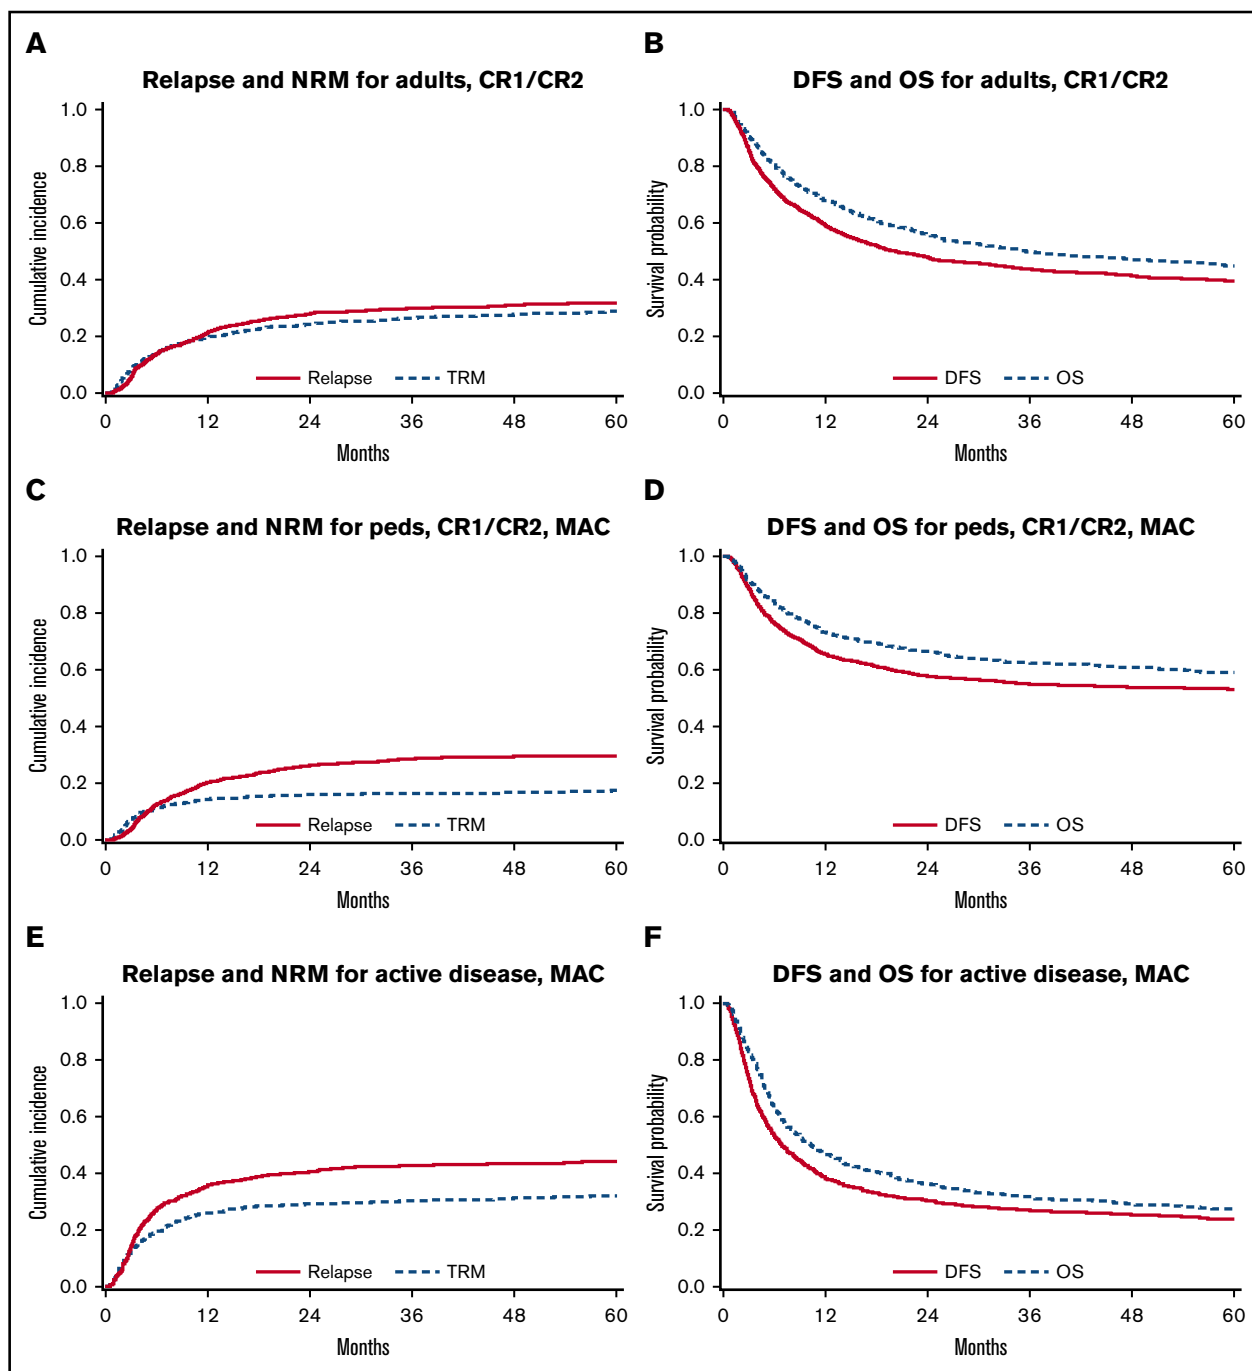 A
Relapse and NRM for adults, CR1/CR2
Cumulative incidence
1.0
0.8
0.6
0.4
0.2
0.0
Relapse TRM
0 12 24 36 48 60
Months
B
DFS and OS for adults, CR1/CR2
Survival probability
1.0
0.8
0.6
0.4
0.2
0.0
DFS OS
0 12 24 36 48 60
Months
C
Relapse and NRM for peds, CR1/CR2, MAC
Cumulative incidence
1.0
0.8
0.6
0.4
0.2
0.0
Relapse TRM
0 12 24 36 48 60
Months
D
DFS and OS for peds, CR1/CR2, MAC
Survival probability
1.0
0.8
0.6
0.4
0.2
0.0
DFS OS
0 12 24 36 48 60
Months
E
Relapse and NRM for active disease, MAC
Cumulative incidence
1.0
0.8
0.6
0.4
0.2
0.0
Relapse TRM
0 12 24 36 48 60
Months
F
DFS and OS for active disease, MAC
Survival probability
1.0
0.8
0.6
0.4
0.2
0.0
DFS OS
0 12 24 36 48 60
Months